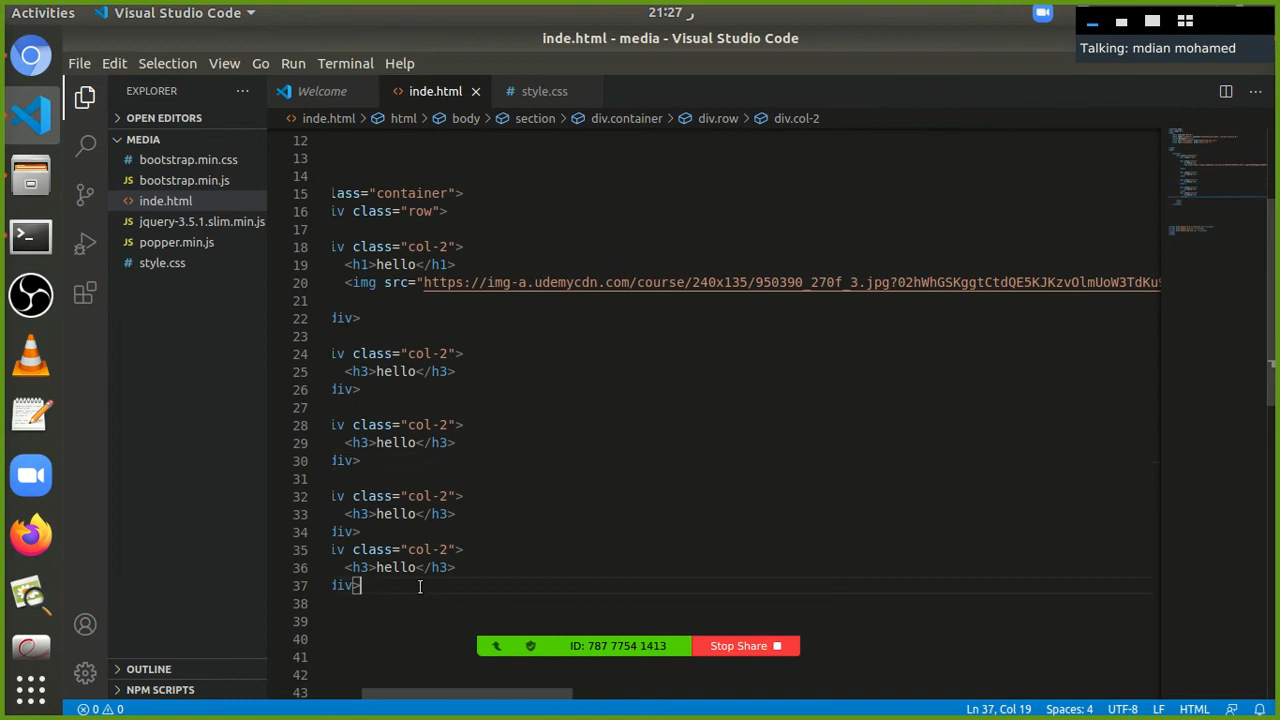 Activities
Visual Studio Code
21:27 ر
Talking: mdian mohamed
inde.html - media - Visual Studio Code
File Edit Selection View Go Run Terminal Help
EXPLORER
Welcome
inde.html
style.css
OPEN EDITORS
inde.html > html > body > section > div.container > div.row > div.col-2
MEDIA
bootstrap.min.css
bootstrap.min.js
inde.html
jquery-3.5.1.slim.min.js
popper.min.js
style.css
12
13
14
15 lass="container">
16 iv class="row">
17
18 iv class="col-2">
19 <h1>hello</h1>
20 <img src="https://img-a.udemycdn.com/course/240x135/950390_270f_3.jpg?02hWhGSKggtCtdQE5KJKzvOlmUoW3TdKu
21
22 div>
23
24 iv class="col-2">
25 <h3>hello</h3>
26 div>
27
28 iv class="col-2">
29 <h3>hello</h3>
30 div>
31
32 iv class="col-2">
33 <h3>hello</h3>
34 div>
35 iv class="col-2">
36 <h3>hello</h3>
37 div>
38
39
40
41
42
43
ID: 787 7754 1413
Stop Share
OUTLINE
NPM SCRIPTS
0 0
Ln 37, Col 19
Spaces: 4
UTF-8
LF
HTML